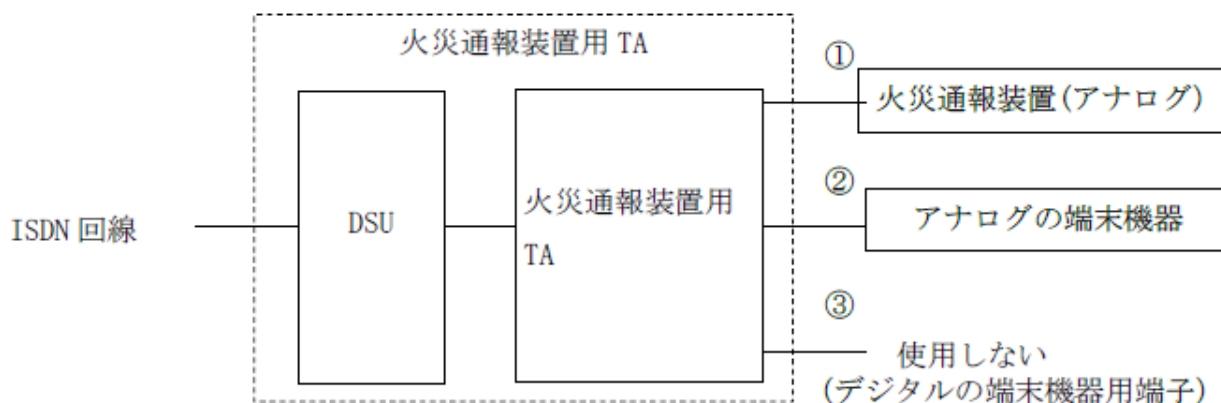 火災通報装置用 TA
①
火災通報装置(アナログ)
ISDN 回線
DSU
火災通報装置用
TA
②
アナログの端末機器
③
使用しない
(デジタルの端末機器用端子)